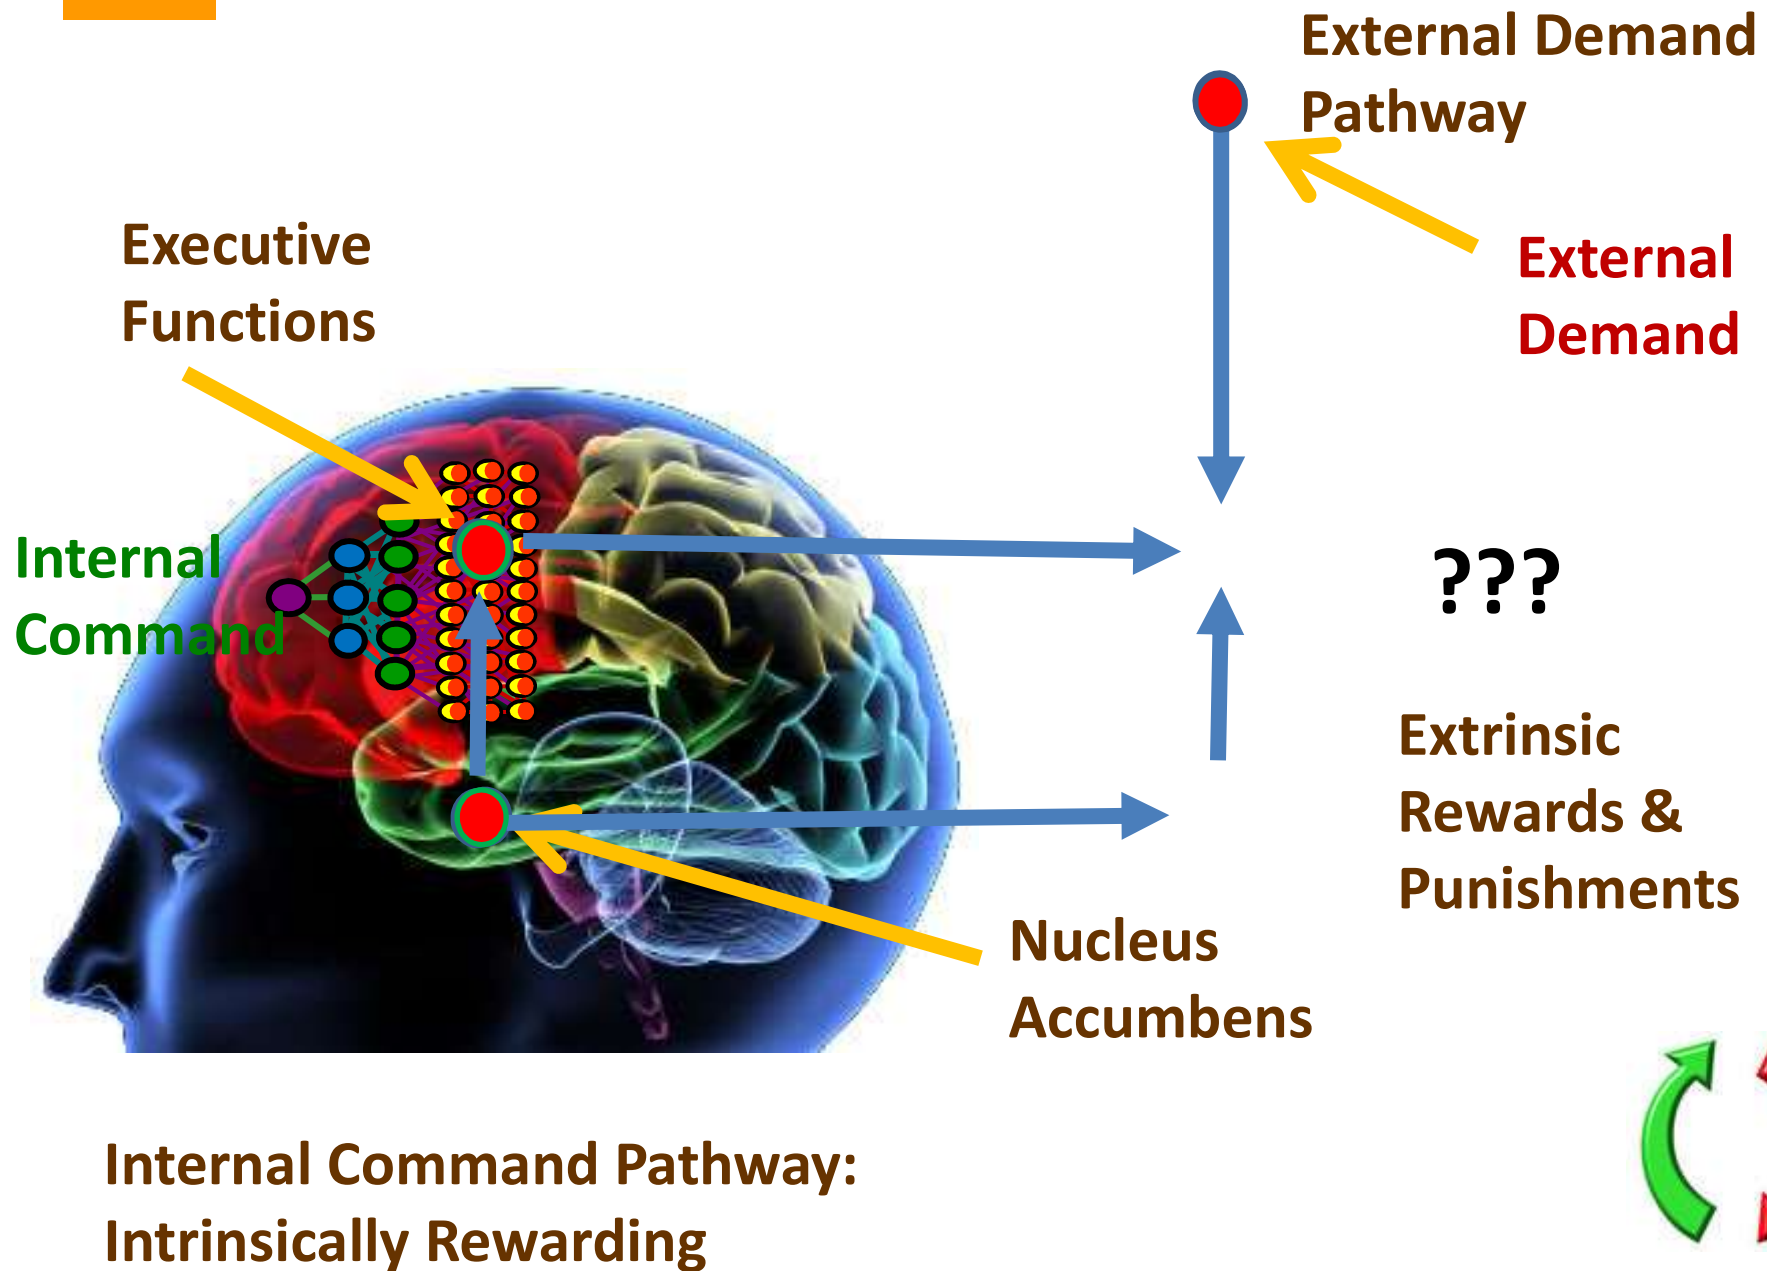 External Demand
Pathway
External
Demand
Executive
Functions
Internal
Command
???
Extrinsic
Rewards &
Punishments
Nucleus
Accumbens
Internal Command Pathway:
Intrinsically Rewarding